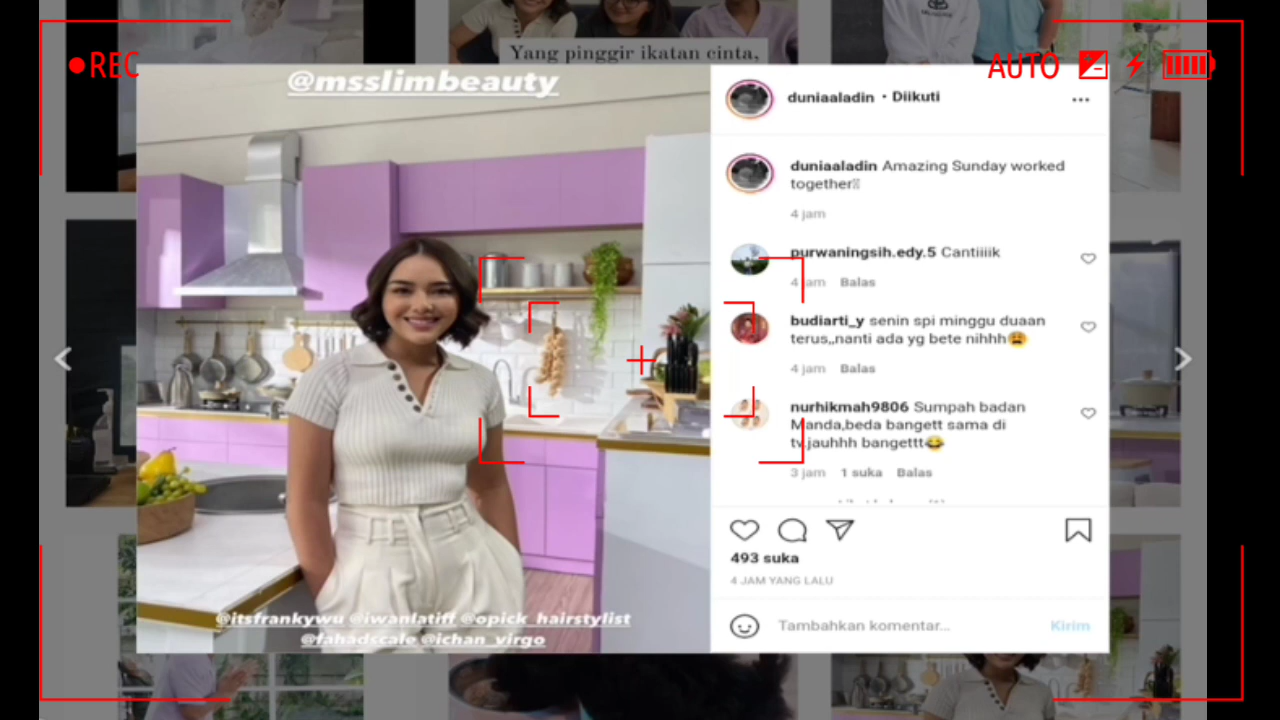 Yang pinggir ikatan cinta,
REC
AUTO
@msslimbeauty
@itsfrankywu @iwanlatiff @opick_hairstylist
@fahadscale @ichan_virgo
duniaaladin • Diikuti
duniaaladin Amazing Sunday worked
together
4 jam
purwaningsih.edy.5 Cantiiiik
4 jam Balas
budiarti_y senin spi minggu duaan
terus,,nanti ada yg bete nihhh😩
4 jam Balas
nurhikmah9806 Sumpah badan
Manda,beda bangett sama di
tv,jauhhh bangettt😂
3 jam 1 suka Balas
493 suka
4 JAM YANG LALU
Tambahkan komentar... Kirim